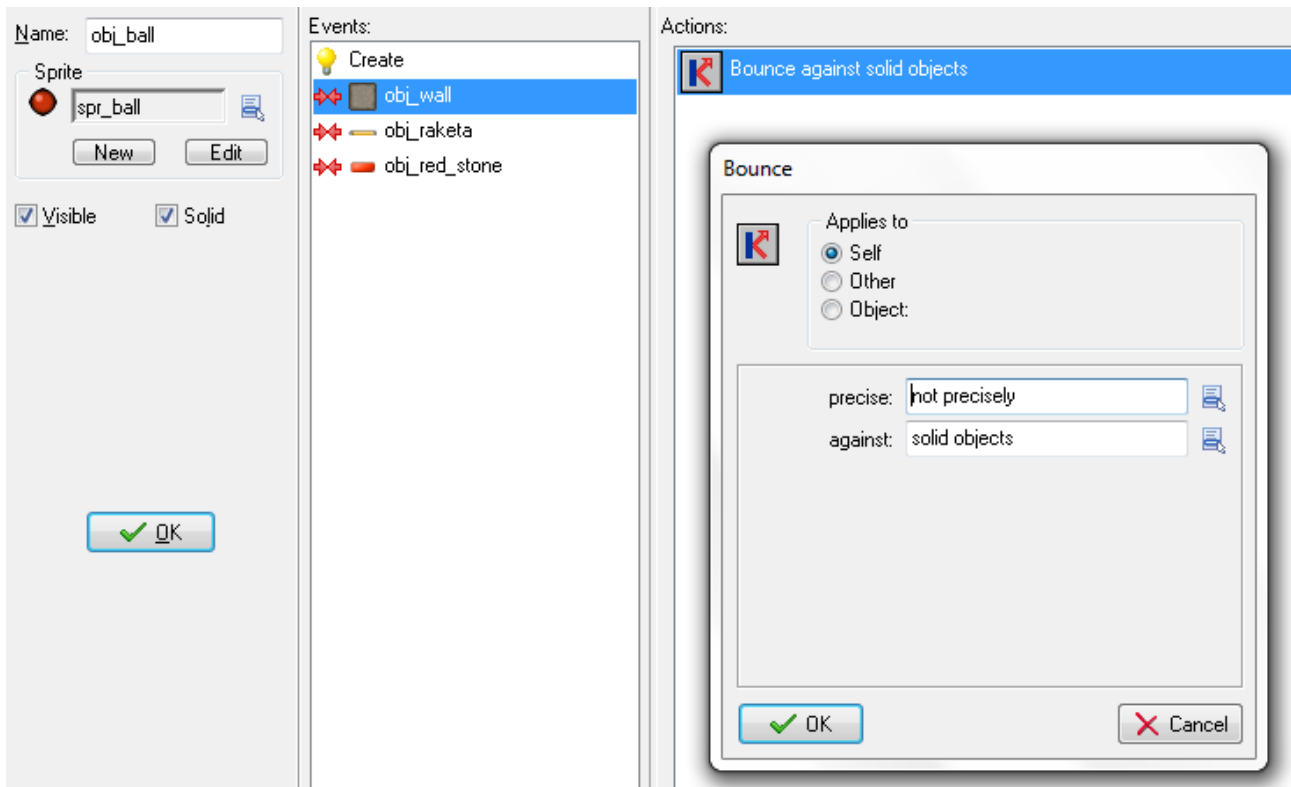 Name: obj_ball
Sprite
spr_ball
New Edit
Visible Solid
OK
Events:
Create
obj_wall
obj_raketa
obj_red_stone
Actions:
Bounce against solid objects
Bounce
Applies to
Self
Other
Object:
precise: not precisely
against: solid objects
OK Cancel